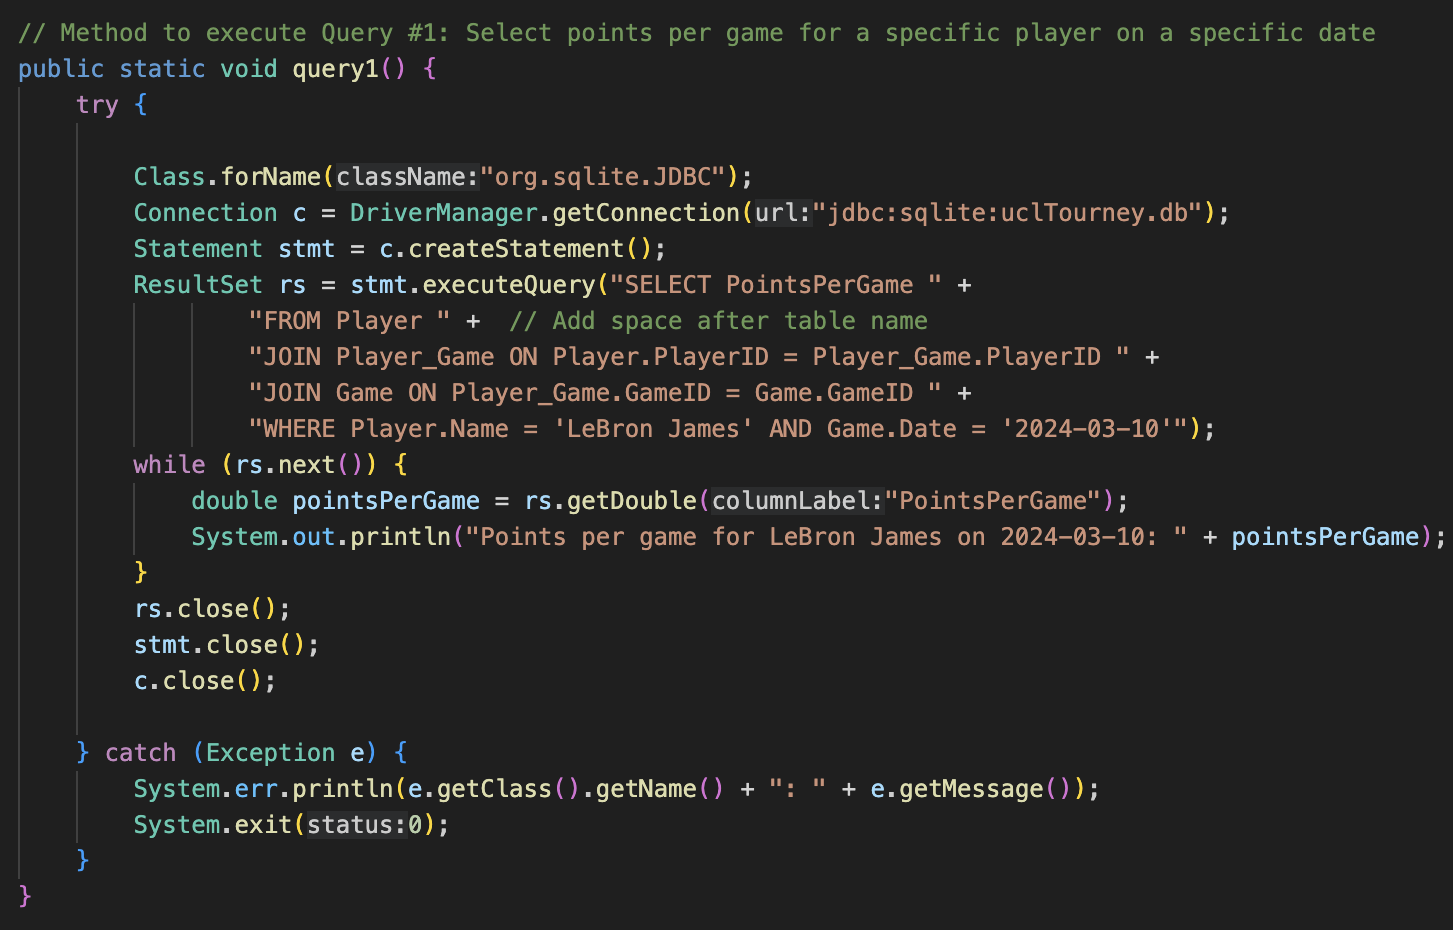 // Method to execute Query #1: Select points per game for a specific player on a specific date
public static void query1() {
try {
Class.forName(className:"org.sqlite.JDBC");
Connection c = DriverManager.getConnection(url:"jdbc:sqlite:uclTourney.db");
Statement stmt = c.createStatement();
ResultSet rs = stmt.executeQuery("SELECT PointsPerGame " +
"FROM Player " +  // Add space after table name
"JOIN Player_Game ON Player.PlayerID = Player_Game.PlayerID " +
"JOIN Game ON Player_Game.GameID = Game.GameID " +
"WHERE Player.Name = 'LeBron James' AND Game.Date = '2024-03-10'");
while (rs.next()) {
double pointsPerGame = rs.getDouble(columnLabel:"PointsPerGame");
System.out.println("Points per game for LeBron James on 2024-03-10: " + pointsPerGame);
}
rs.close();
stmt.close();
c.close();
} catch (Exception e) {
System.err.println(e.getClass().getName() + ": " + e.getMessage());
System.exit(status:0);
}
}